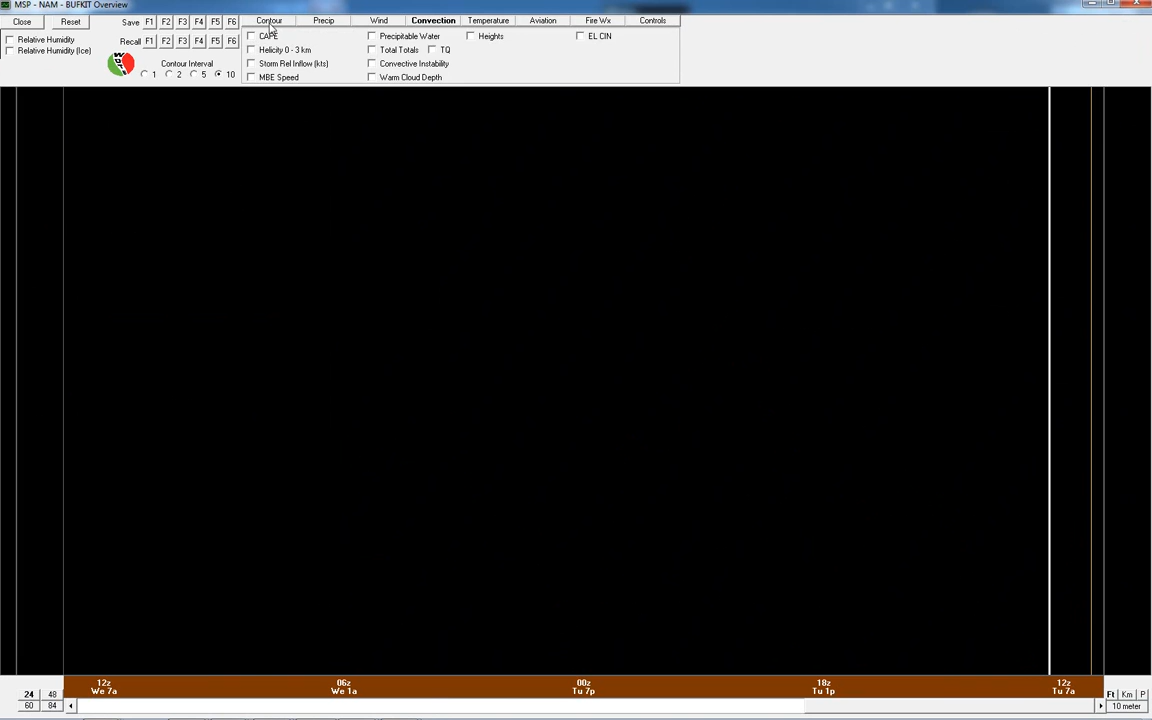 MSP - NAM - BUFKIT Overview
Close Reset Save F1 F2 F3 F4 F5 F6 Contour Precip Wind Convection Temperature Aviation Fire Wx Controls
Relative Humidity Recall F1 F2 F3 F4 F5 F6 CAPE Precipitable Water Heights EL CIN
Relative Humidity (Ice) Helicity 0 - 3 km Total Totals TQ
Contour Interval Storm Rel Inflow (kts) Convective Instability
1 2 5 10 MBE Speed Warm Cloud Depth
12z 06z 00z 18z 12z
We 7a We 1a Tu 7p Tu 1p Tu 7a
24 48 Ft Km P
60 84 10 meter